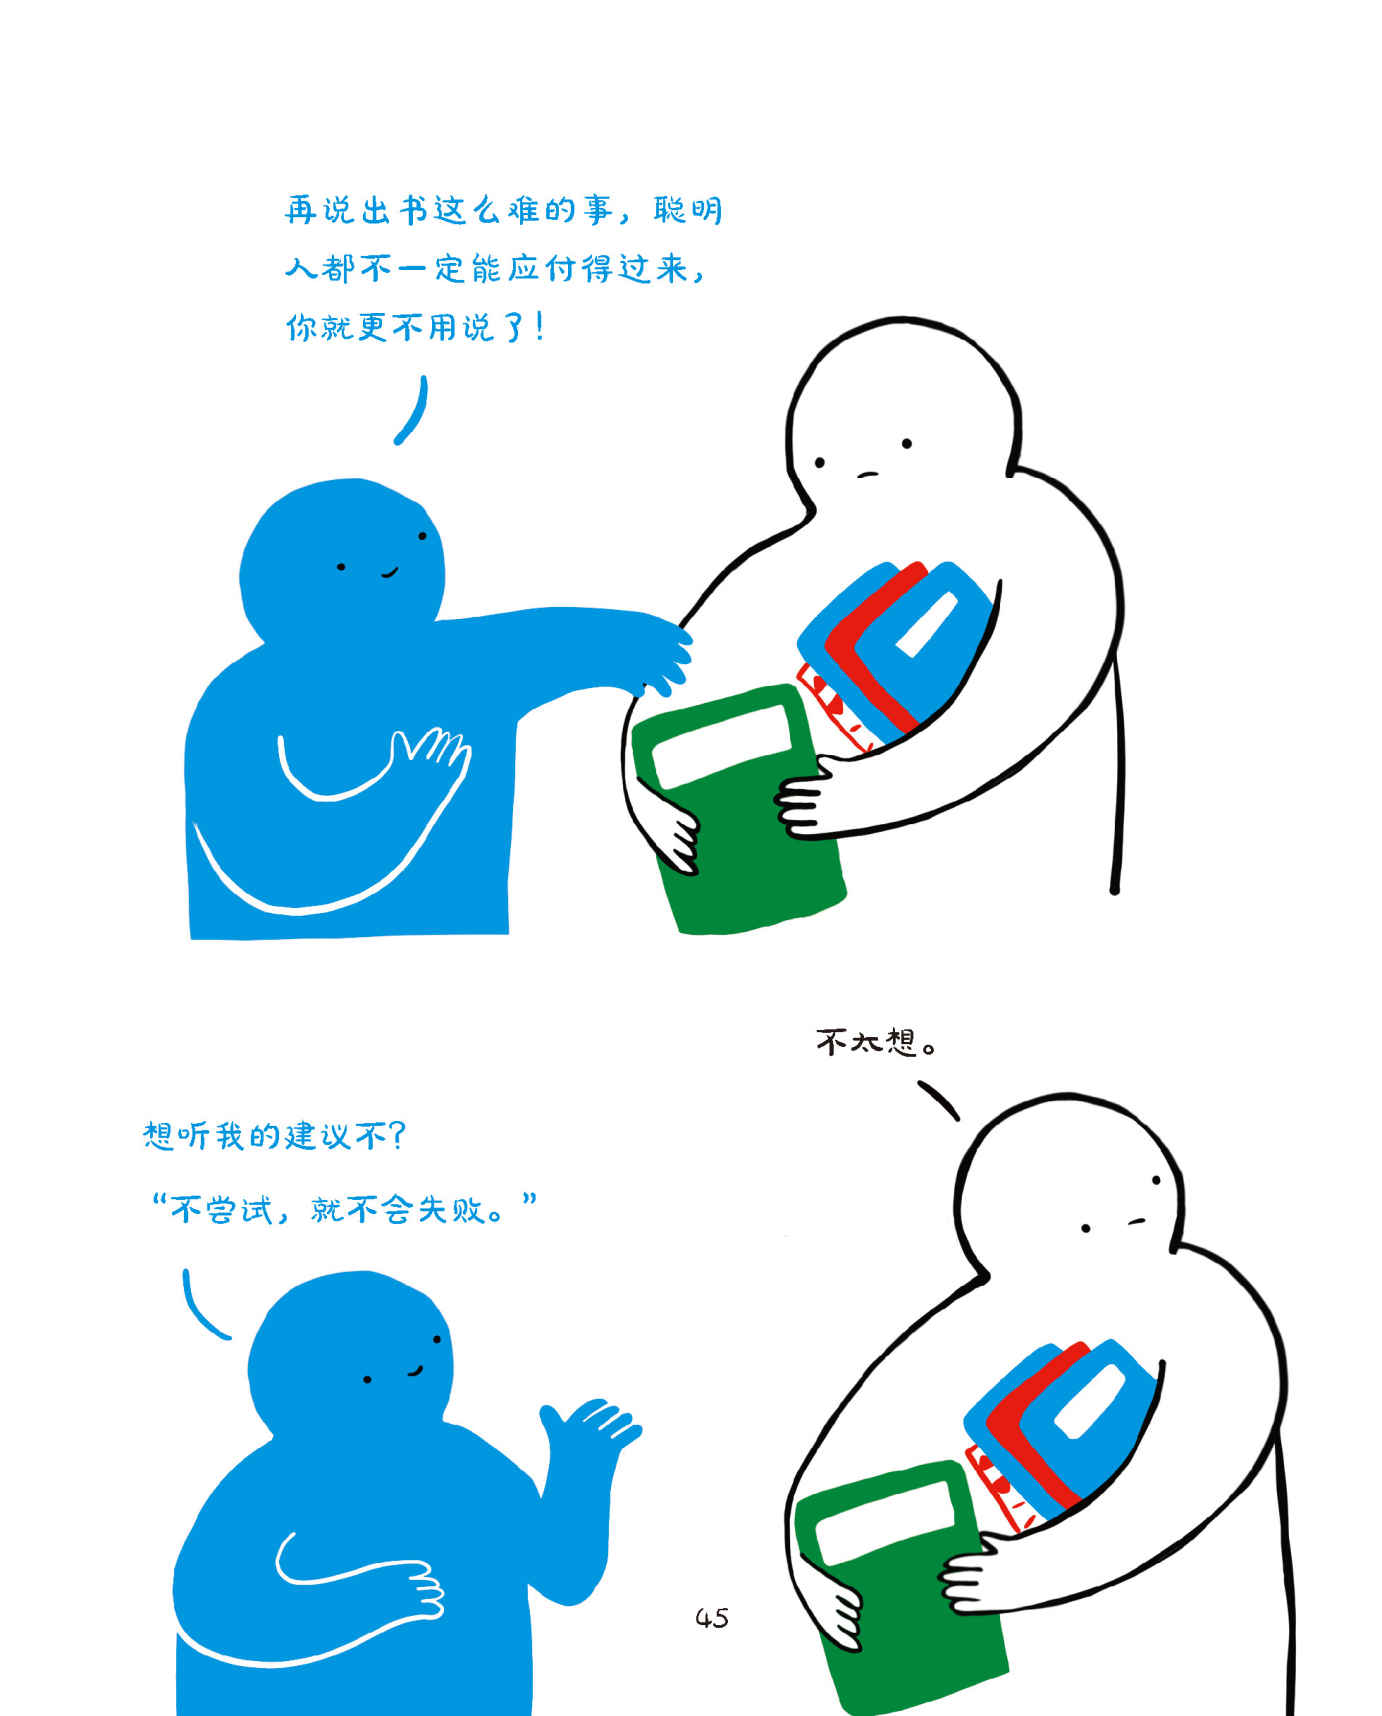 再说出书这么难的事，聪明
人都不一定能应付得过来，
你就更不用说了！
不太想。
想听我的建议不？
“不尝试，就不会失败。”
45